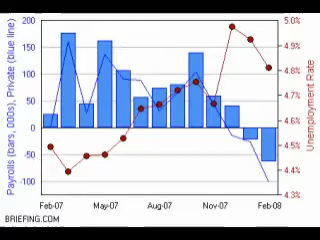 Payrolls (bars, 000s), Private (blue line)
200
150
100
50
0
-50
-100
Feb-07
May-07
Aug-07
Nov-07
Feb-08
5.0%
4.9%
4.8%
4.7%
4.6%
4.5%
4.4%
4.3%
Unemployment Rate
BRIEFING.COM